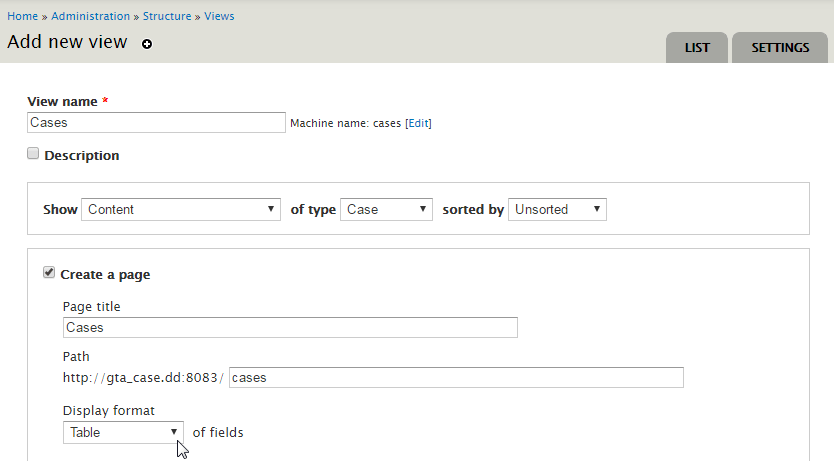 Home » Administration » Structure » Views
Add new view
LIST SETTINGS
View name *
Cases Machine name: cases [Edit]
Description
Show Content of type Case sorted by Unsorted
Create a page
Page title
Cases
Path
http://gta_case.dd:8083/ cases
Display format
Table of fields